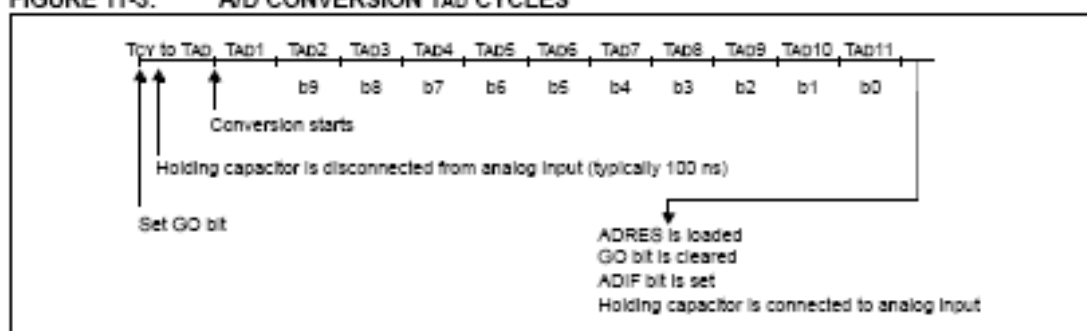 FIGURE 11-3: A/D CONVERSION TAD CYCLES
TCY to TAD TAD1 TAD2 TAD3 TAD4 TAD5 TAD6 TAD7 TAD8 TAD9 TAD10 TAD11
b9 b8 b7 b6 b5 b4 b3 b2 b1 b0
Conversion starts
Holding capacitor is disconnected from analog input (typically 100 ns)
Set GO bit
ADRES is loaded
GO bit is cleared
ADIF bit is set
Holding capacitor is connected to analog input